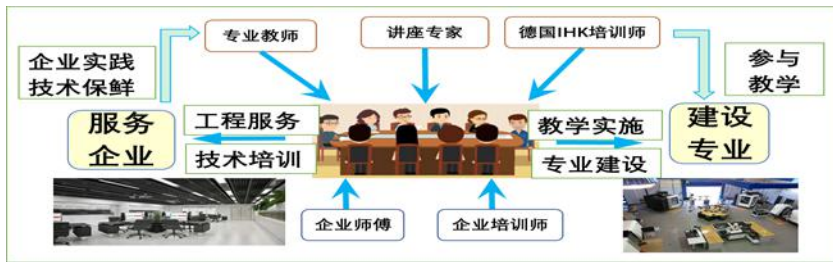 专业教师
讲座专家
德国IHK培训师
企业实践
技术保鲜
参与
教学
服务
企业
工程服务
技术培训
教学实施
专业建设
建设
专业
企业师傅
企业培训师